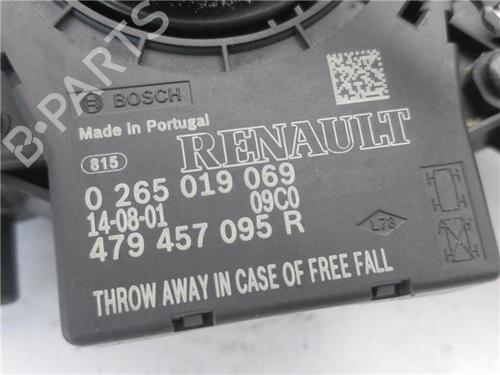 B-PARTS
BOSCH
Made in Portugal
815
RENAULT
0 265 019 069
14-08-01 09C0
479 457 095 R
L78
THROW AWAY IN CASE OF FREE FALL